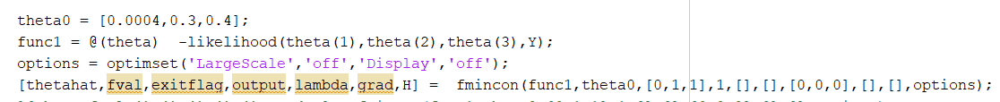 theta0 = [0.0004,0.3,0.4];
func1 = @(theta)  -likelihood(theta(1),theta(2),theta(3),Y);
options = optimset('LargeScale','off','Display','off');
[thetahat,fval,exitflag,output,lambda,grad,H] =  fmincon(func1,theta0,[0,1,1],1,[],[],[0,0,0],[],[],options);